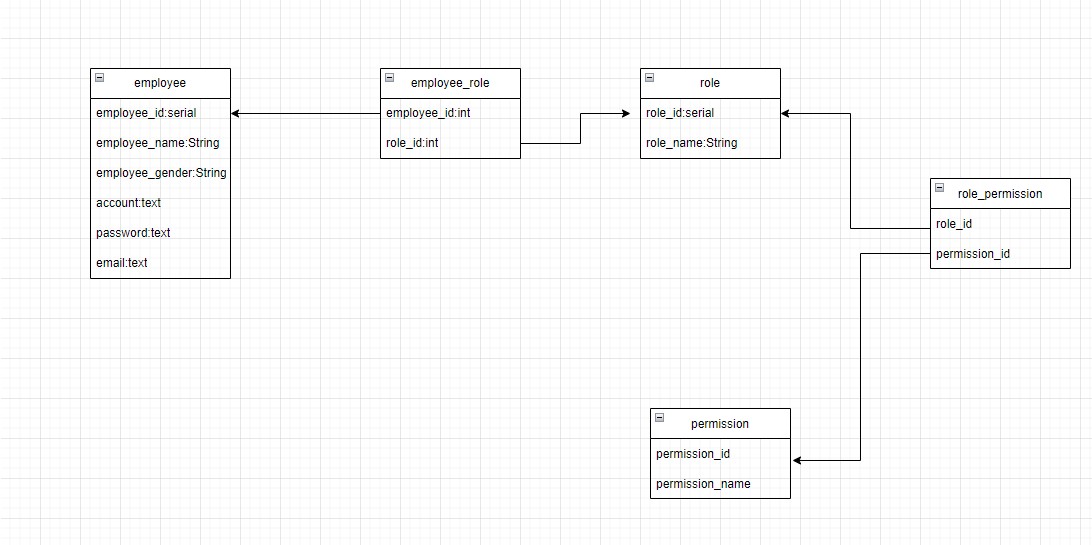 employee
employee_id:serial
employee_name:String
employee_gender:String
account:text
password:text
email:text
employee_role
employee_id:int
role_id:int
role
role_id:serial
role_name:String
role_permission
role_id
permission_id
permission
permission_id
permission_name